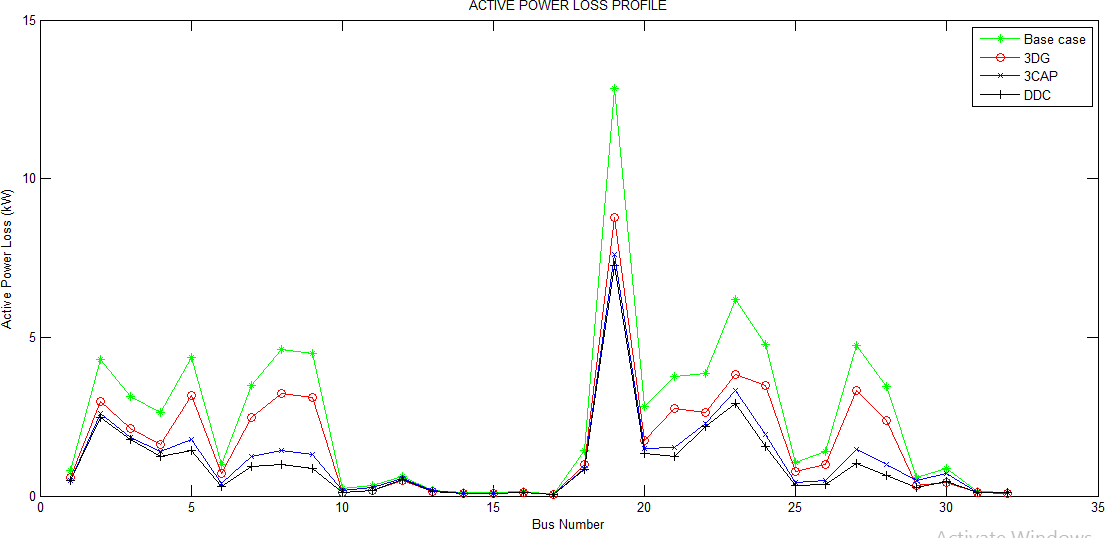 ACTIVE POWER LOSS PROFILE
15
10
5
0
Active Power Loss (kW)
Base case
3DG
3CAP
DDC
0 5 10 15 20 25 30 35
Bus Number
Activate Windows